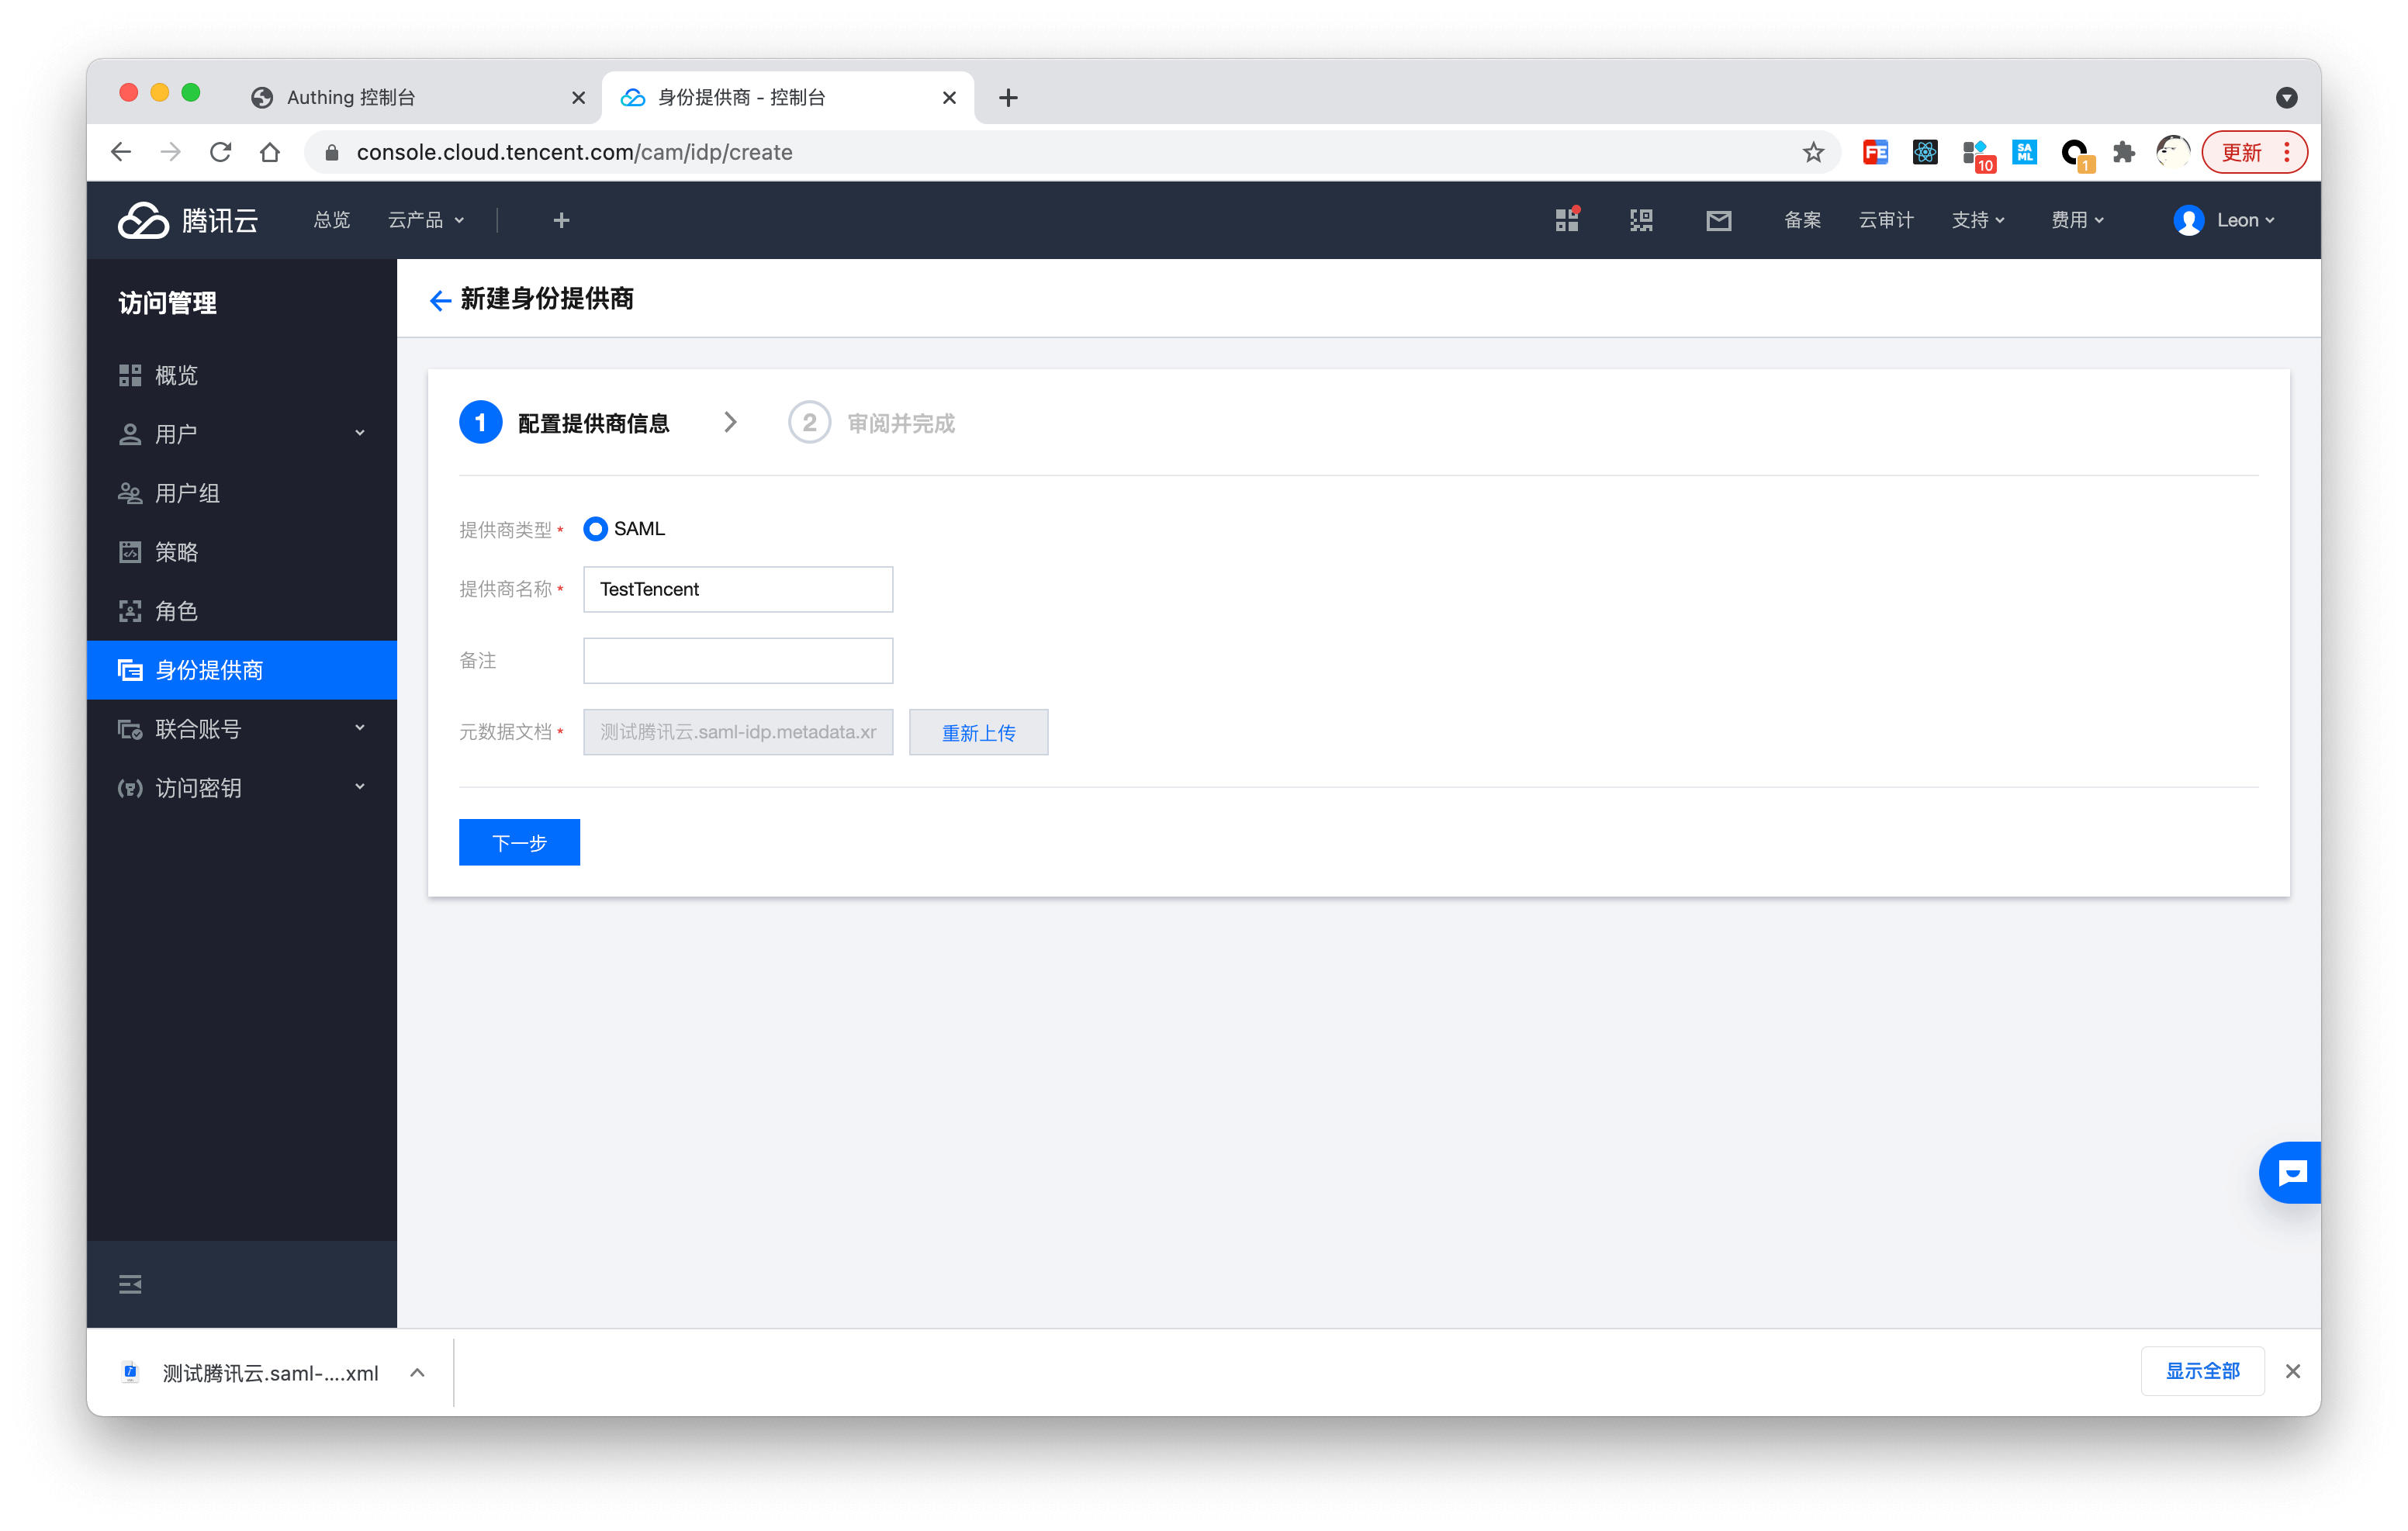 Authing 控制台
身份提供商 - 控制台
console.cloud.tencent.com/cam/idp/create
FE
10
SA
ML
1
更新
腾讯云
总览
云产品
备案
云审计
支持
费用
Leon
访问管理
概览
用户
用户组
策略
角色
身份提供商
联合账号
访问密钥
新建身份提供商
1 配置提供商信息
2 审阅并完成
提供商类型 * SAML
提供商名称 * TestTencent
备注
元数据文档 * 测试腾讯云.saml-idp.metadata.xr 重新上传
下一步
测试腾讯云.saml-....xml
显示全部